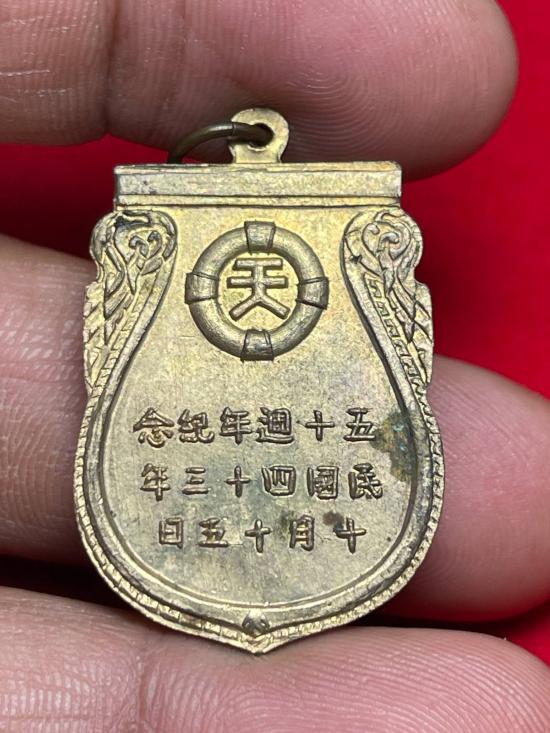 天
五十週年紀念
民國四十三年
十月十五日